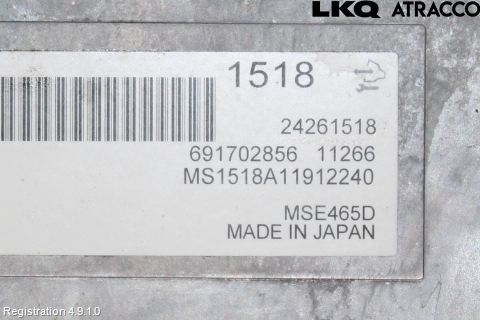 LKQ ATRACCO
1518
24261518
691702856 11266
MS1518A11912240
MSE465D
MADE IN JAPAN
Registration 4.9.1.0